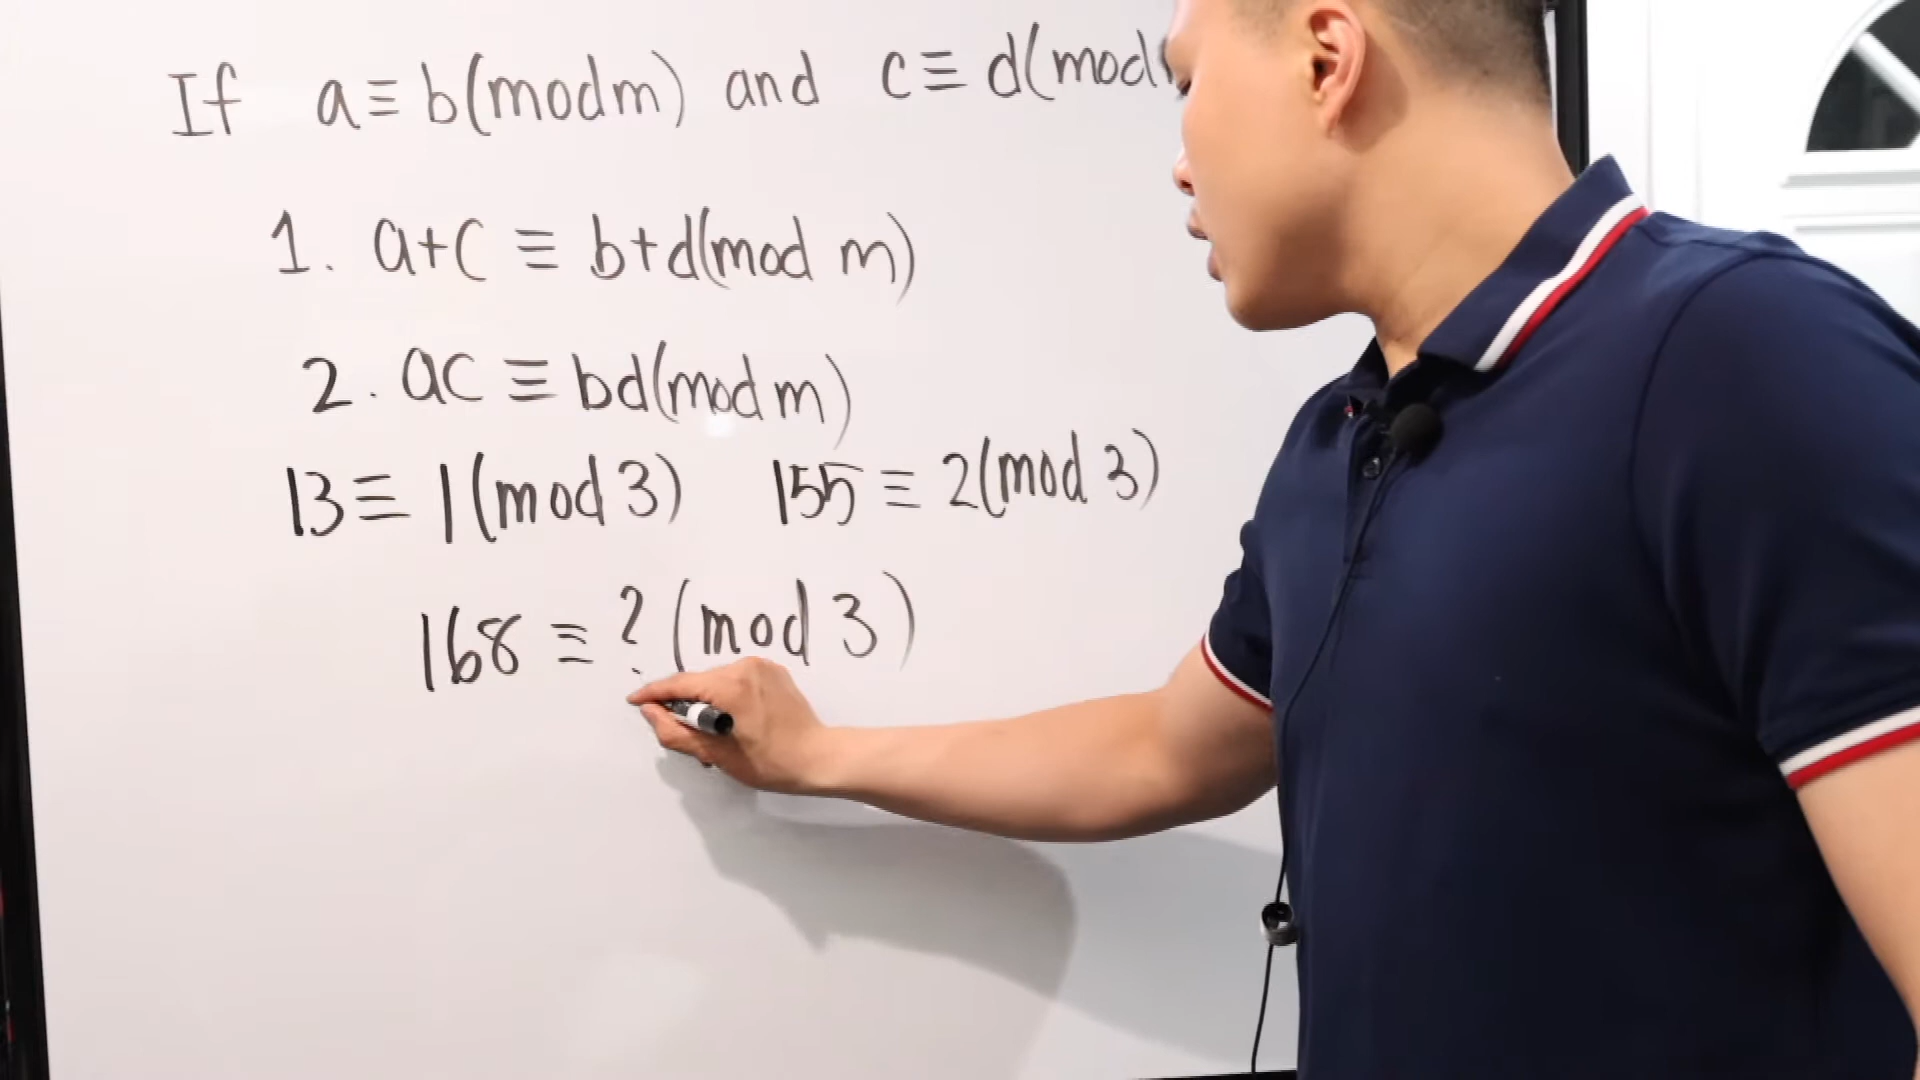 If a≡b(mod m) and c≡d(mod
1. a+c ≡ b+d(mod m)
2. ac ≡ bd(mod m)
13≡1(mod 3) 155≡2(mod 3)
168≡?(mod 3)